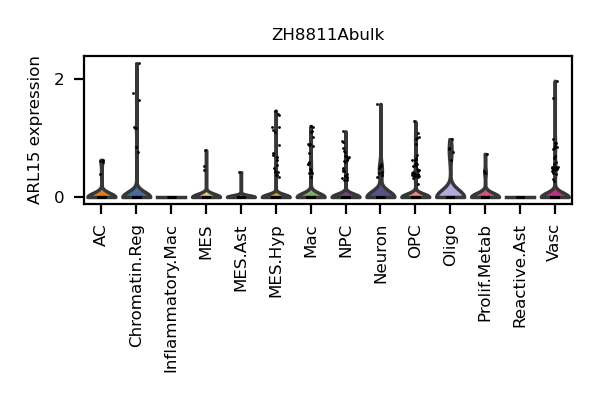 ZH8811Abulk
ARL15 expression
2
0
AC
Chromatin.Reg
Inflammatory.Mac
MES
MES.Ast
MES.Hyp
Mac
NPC
Neuron
OPC
Oligo
Prolif.Metab
Reactive.Ast
Vasc